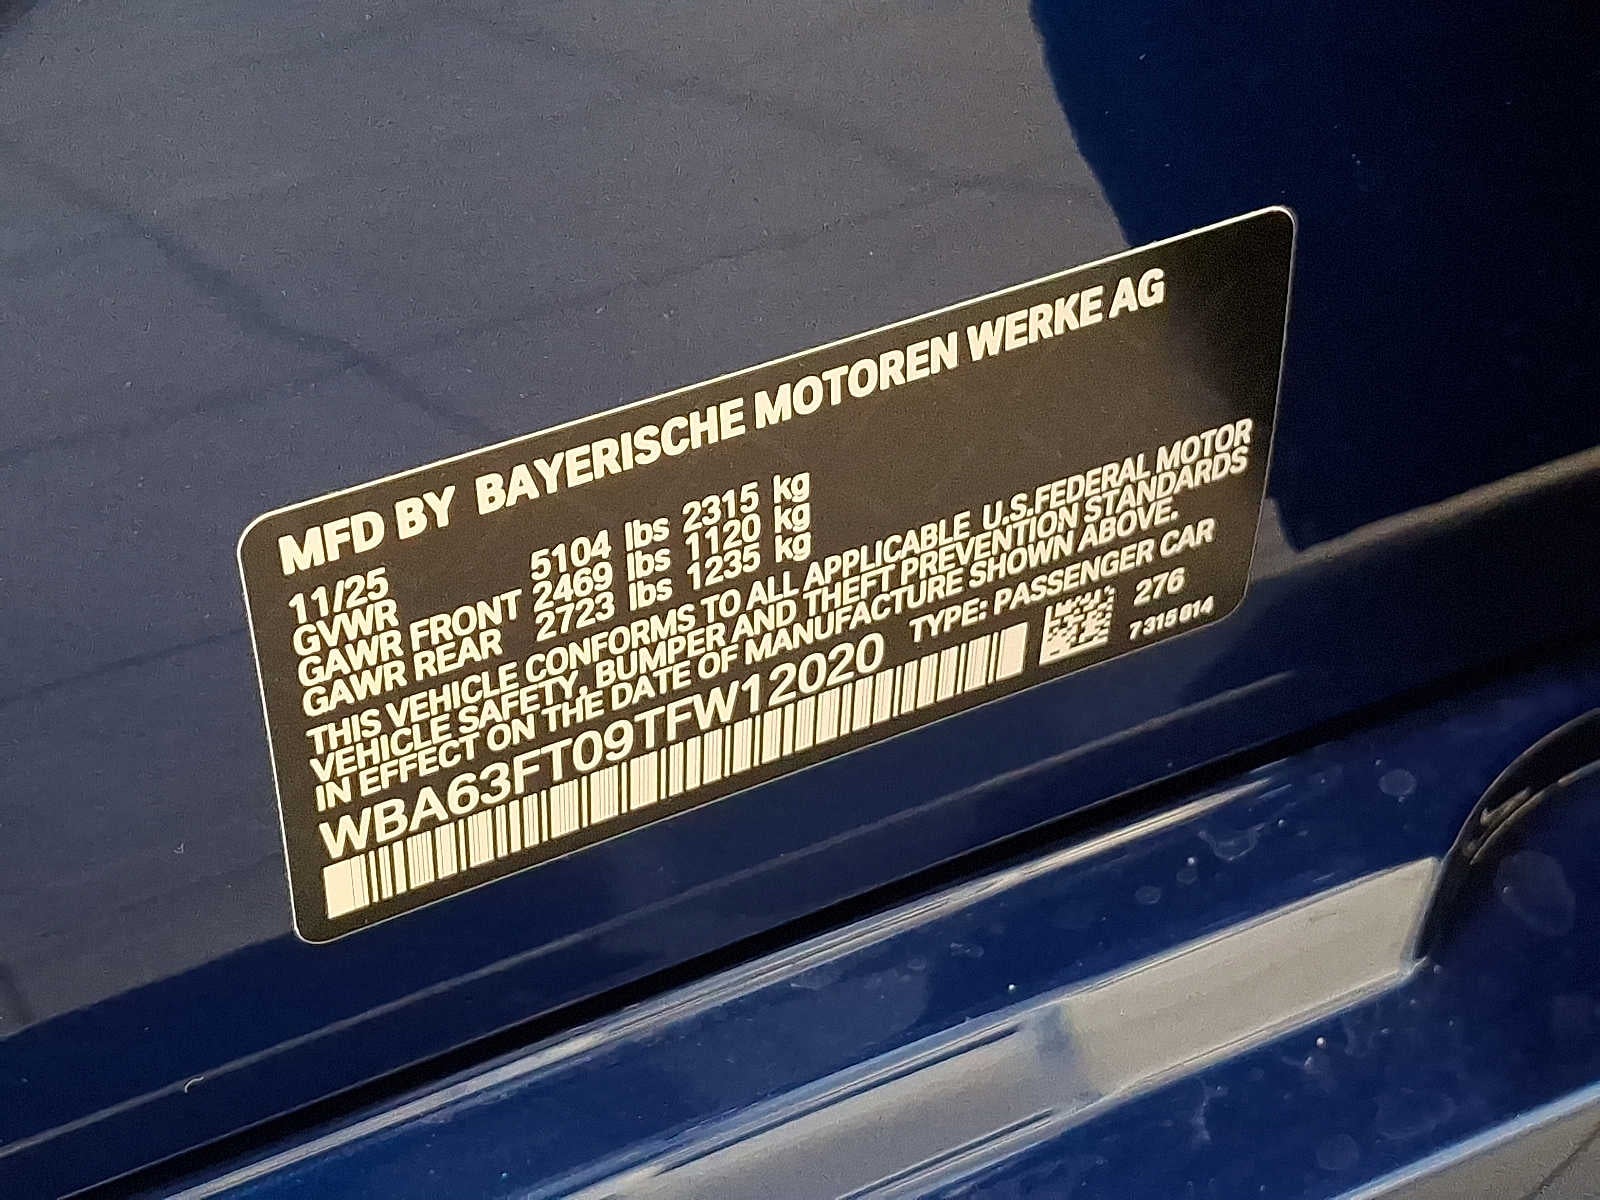 MFD BY BAYERISCHE MOTOREN WERKE AG
11/25
GVWR 5104 lbs 2315 kg
GAWR FRONT 2469 lbs 1120 kg
GAWR REAR 2723 lbs 1235 kg
THIS VEHICLE CONFORMS TO ALL APPLICABLE U.S.FEDERAL MOTOR
VEHICLE SAFETY, BUMPER AND THEFT PREVENTION STANDARDS
IN EFFECT ON THE DATE OF MANUFACTURE SHOWN ABOVE.
WBA63FT09TFW12020 TYPE: PASSENGER CAR
276
7 315 814